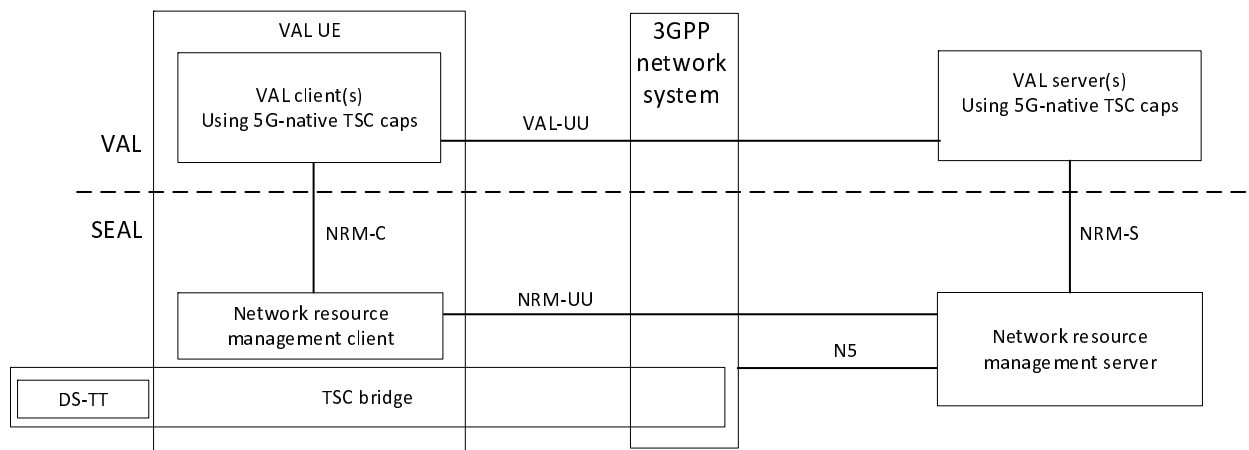 VAL UE
3GPP
network
system
VAL client(s)
Using 5G-native TSC caps
VAL server(s)
Using 5G-native TSC caps
VAL-UU
VAL
SEAL
NRM-C
NRM-S
NRM-UU
Network resource
management client
Network resource
management server
N5
DS-TT
TSC bridge